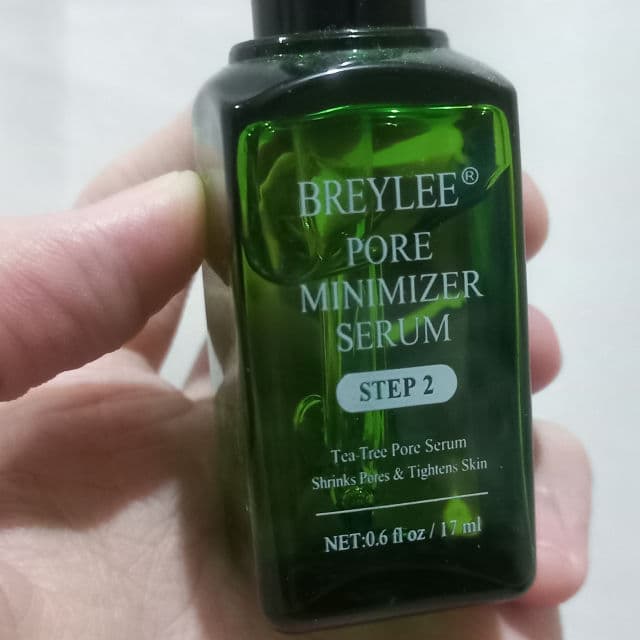 BREYLEE®
PORE
MINIMIZER
SERUM
STEP 2
Tea-Tree Pore Serum
Shrinks Pores & Tightens Skin
NET:0.6 fl oz / 17 ml